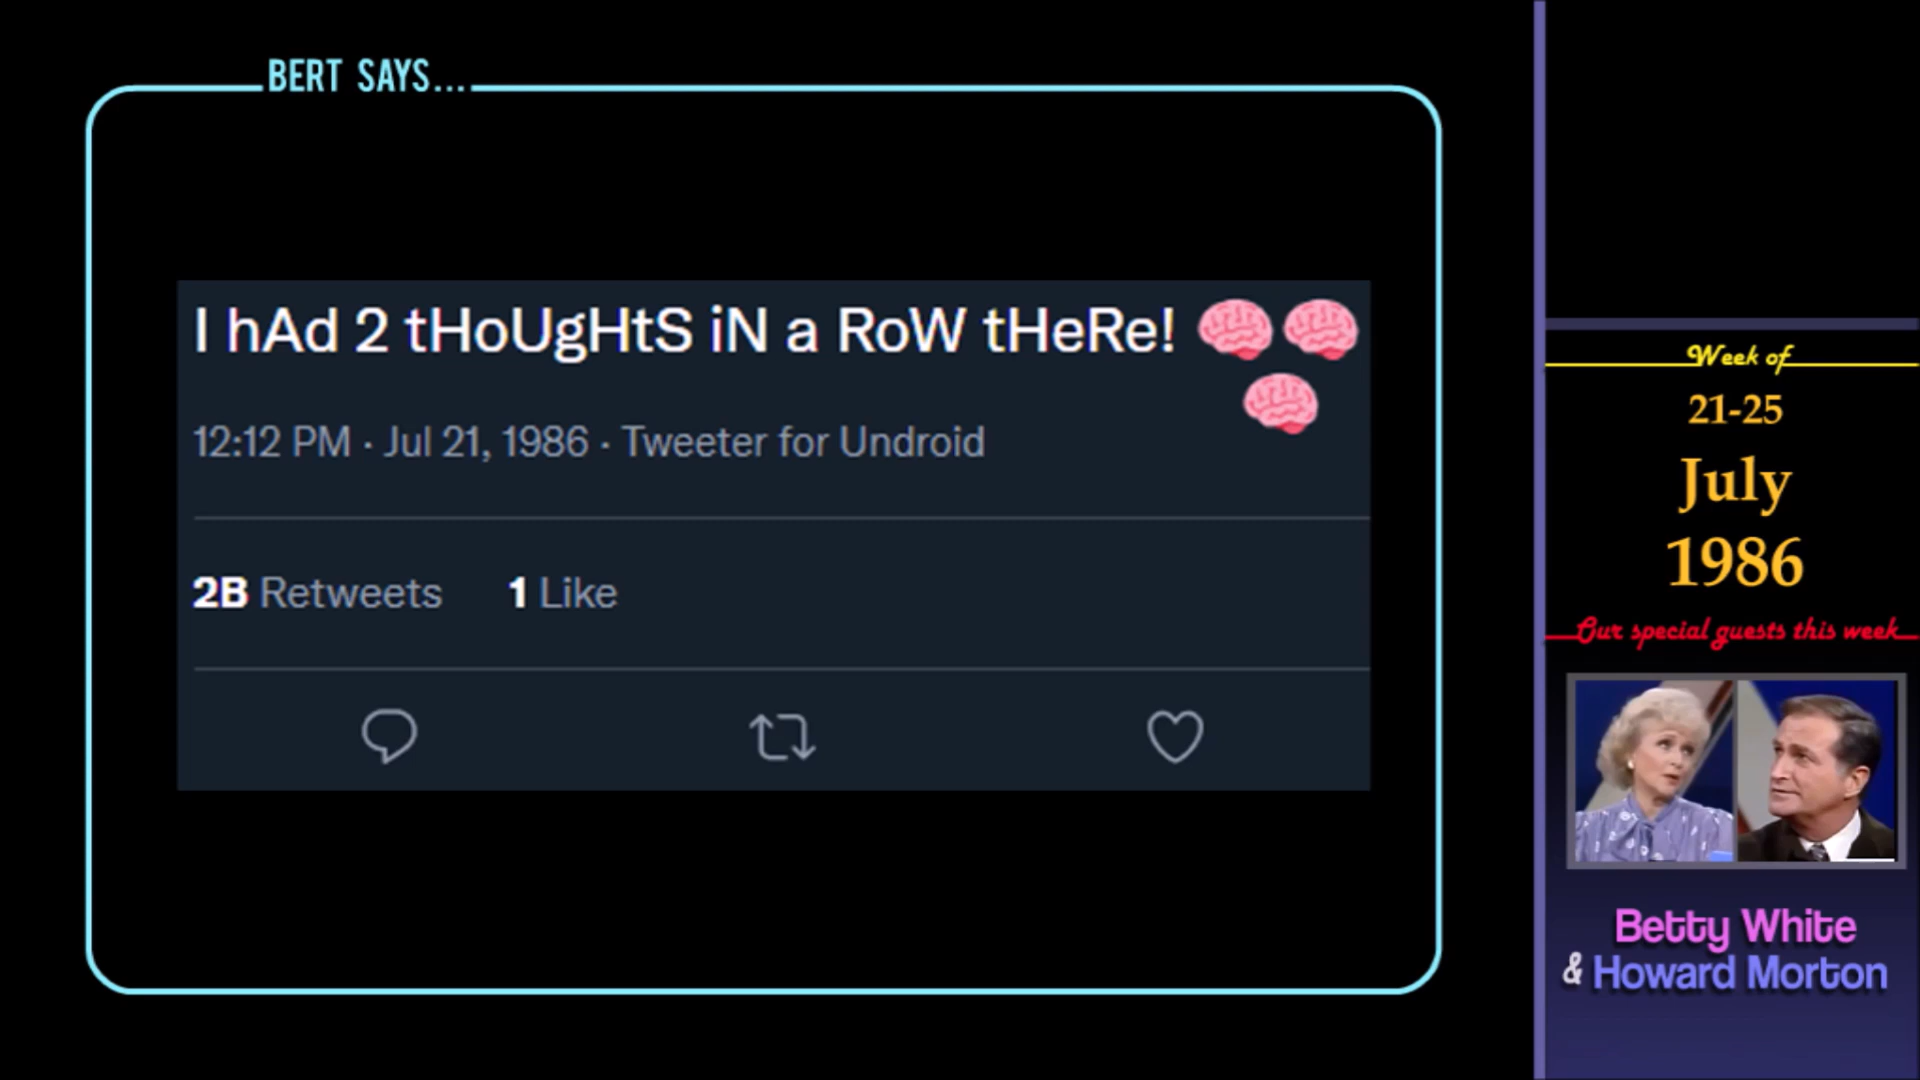 BERT SAYS...
I hAd 2 tHoUgHtS iN a RoW tHeRe! 🧠🧠
🧠
12:12 PM · Jul 21, 1986 · Tweeter for Undroid
2B Retweets 1 Like
Week of
21-25
July
1986
Our special guests this week
Betty White
& Howard Morton